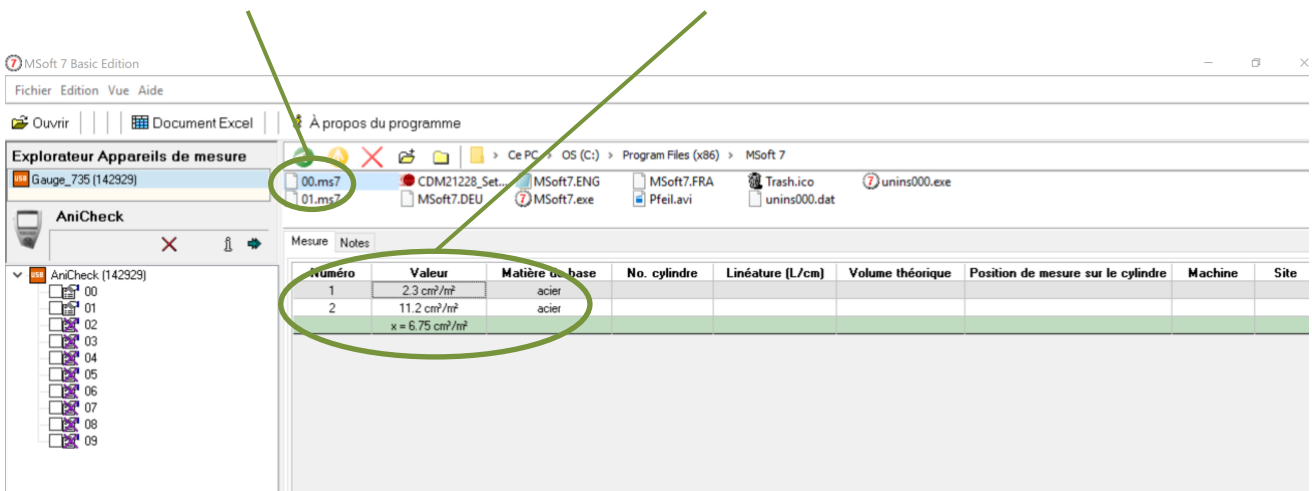 7 MSoft 7 Basic Edition
Fichier Edition Vue Aide
Ouvrir Document Excel À propos du programme
Explorateur Appareils de mesure
USB Gauge_735 (142929)
AniCheck
USB AniCheck (142929)
00
01
02
03
04
05
06
07
08
09
> Ce PC > OS (C:) > Program Files (x86) > MSoft 7
00.ms7 CDM21228_Set... MSoft7.ENG MSoft7.FRA Trash.ico unins000.exe
01.ms7 MSoft7.DEU MSoft7.exe Pfeil.avi unins000.dat
Mesure Notes
Numéro Valeur Matière de base No. cylindre Linéature (L/cm) Volume théorique Position de mesure sur le cylindre Machine Site
1 2.3 cm³/m² acier
2 11.2 cm³/m² acier
x = 6.75 cm³/m²